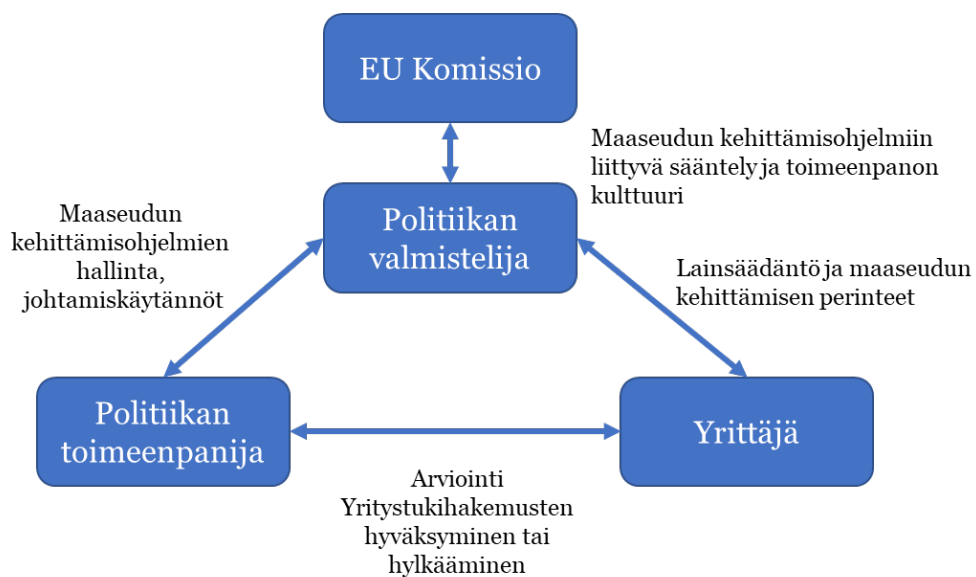 EU Komissio
Maaseudun kehittämisohjelmiin
liittyvä sääntely ja toimeenpanon
kulttuuri
Maaseudun
kehittämisohjelmien
hallinta,
johtamiskäytännöt
Politiikan
valmistelija
Lainsäädäntö ja maaseudun
kehittämisen perinteet
Politiikan
toimeenpanija
Yrittäjä
Arviointi
Yritystukihakemusten
hyväksyminen tai
hylkääminen